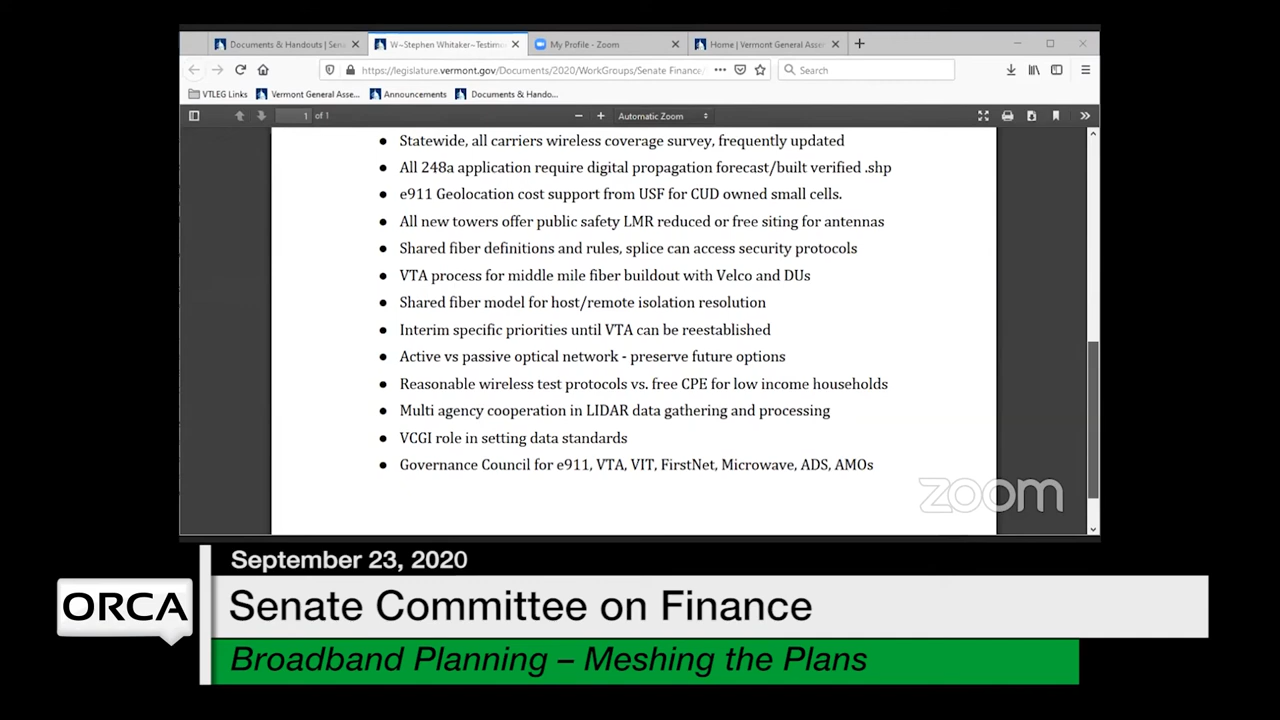 Documents & Handouts | Sena
W~Stephen Whitaker~Testimo
My Profile - Zoom
Home | Vermont General Assem
https://legislature.vermont.gov/Documents/2020/WorkGroups/Senate Finance/
Search
VTLEG Links
Vermont General Asse...
Announcements
Documents & Hando...
1 of 1
Automatic Zoom
• Statewide, all carriers wireless coverage survey, frequently updated
• All 248a application require digital propagation forecast/built verified .shp
• e911 Geolocation cost support from USF for CUD owned small cells.
• All new towers offer public safety LMR reduced or free siting for antennas
• Shared fiber definitions and rules, splice can access security protocols
• VTA process for middle mile fiber buildout with Velco and DUs
• Shared fiber model for host/remote isolation resolution
• Interim specific priorities until VTA can be reestablished
• Active vs passive optical network - preserve future options
• Reasonable wireless test protocols vs. free CPE for low income households
• Multi agency cooperation in LIDAR data gathering and processing
• VCGI role in setting data standards
• Governance Council for e911, VTA, VIT, FirstNet, Microwave, ADS, AMOs
zoom
September 23, 2020
ORCA
Senate Committee on Finance
Broadband Planning – Meshing the Plans